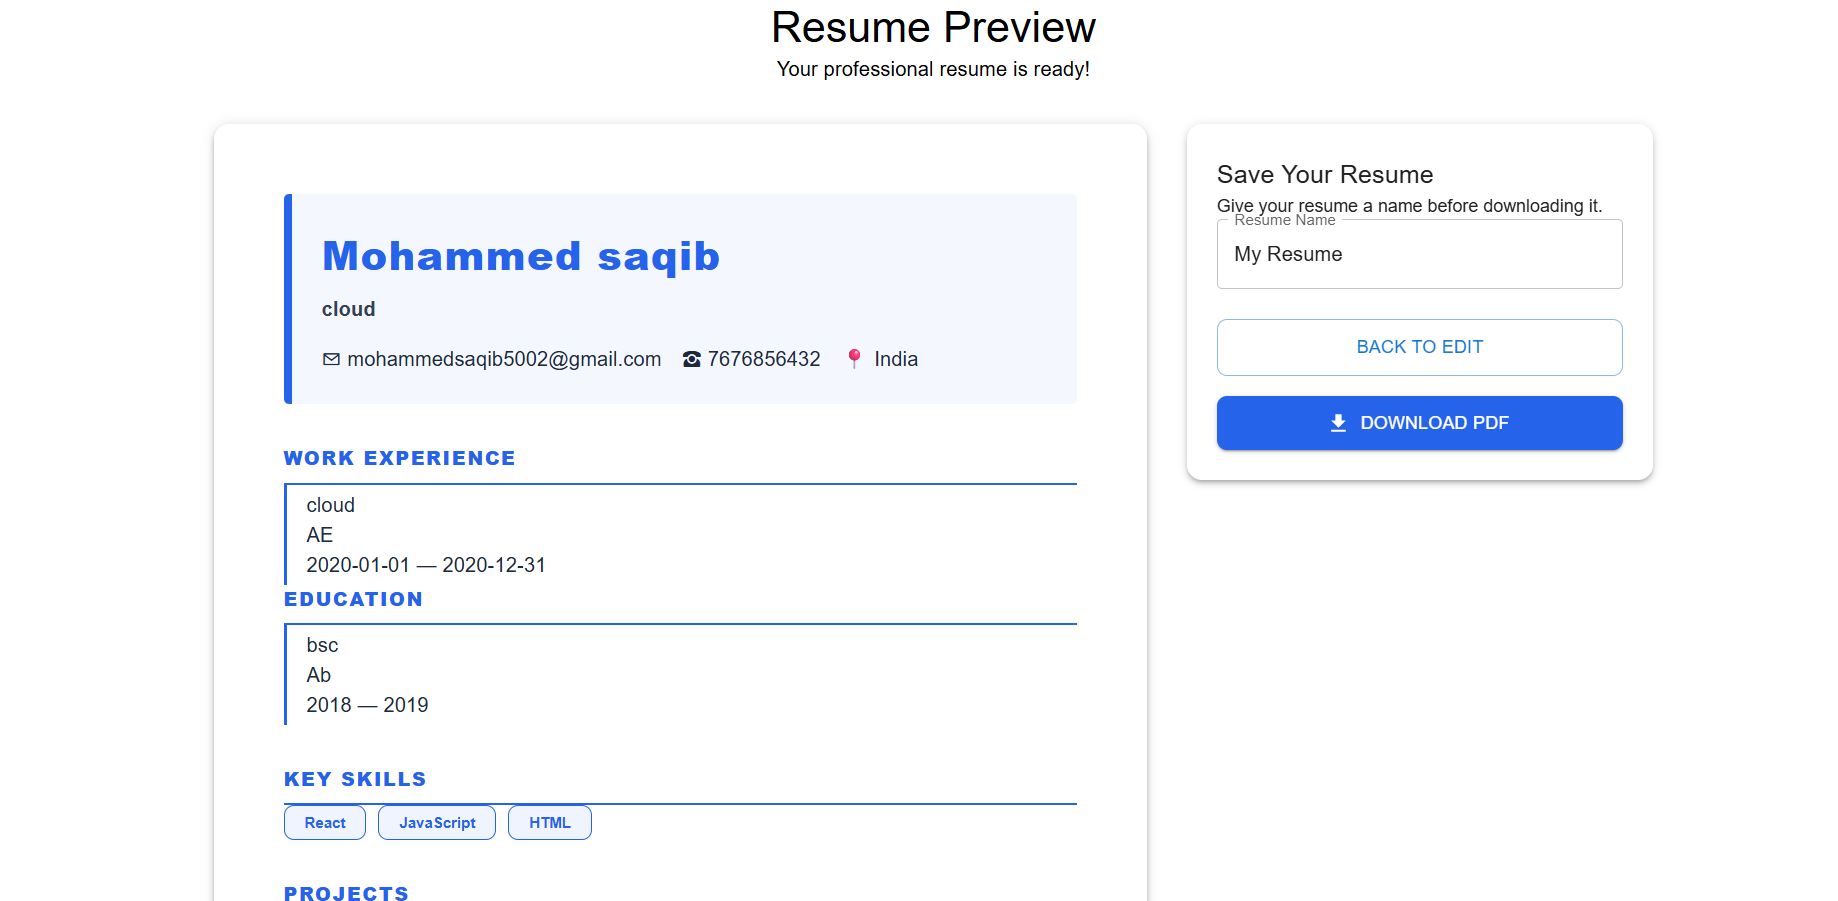 Resume Preview
Your professional resume is ready!
Mohammed saqib
cloud
mohammedsaqib5002@gmail.com 7676856432 India
WORK EXPERIENCE
cloud
AE
2020-01-01 — 2020-12-31
EDUCATION
bsc
Ab
2018 — 2019
KEY SKILLS
React JavaScript HTML
PROJECTS
Save Your Resume
Give your resume a name before downloading it.
Resume Name
My Resume
BACK TO EDIT
DOWNLOAD PDF